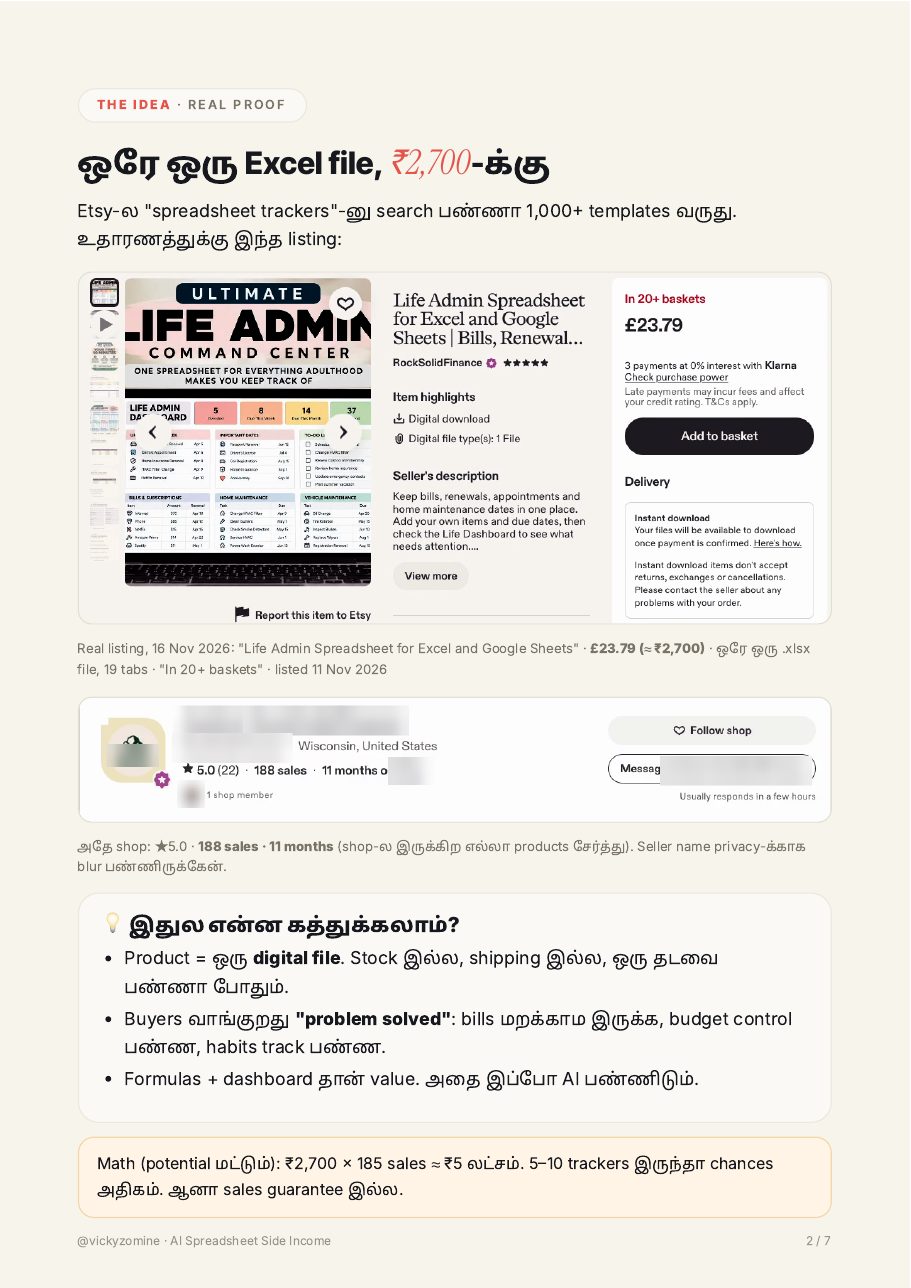 THE IDEA · REAL PROOF
ஒரே ஒரு Excel file, ₹2,700-க்கு
Etsy-ல "spreadsheet trackers"-னு search பண்ணா 1,000+ templates வருது.
உதாரணத்துக்கு இந்த listing:
ULTIMATE
LIFE ADMIN
COMMAND CENTER
ONE SPREADSHEET FOR EVERYTHING ADULTHOOD
MAKES YOU KEEP TRACK OF
LIFE ADMIN
5
8
14
37
IMPORTANT DATES
BILLS & SUBSCRIPTIONS
HOME MAINTENANCE
VEHICLE MAINTENANCE
Report this item to Etsy
Life Admin Spreadsheet
for Excel and Google
Sheets | Bills, Renewal...
RockSolidFinance ★★★★★
Item highlights
Digital download
Digital file type(s): 1 File
Seller's description
Keep bills, renewals, appointments and
home maintenance dates in one place.
Add your own items and due dates, then
check the Life Dashboard to see what
needs attention....
View more
In 20+ baskets
£23.79
3 payments at 0% interest with Klarna
Check purchase power
Late payments may incur fees and affect
your credit rating. T&Cs apply.
Add to basket
Delivery
Instant download
Your files will be available to download
once payment is confirmed. Here's how.
Instant download items don't accept
returns, exchanges or cancellations.
Please contact the seller about any
problems with your order.
Real listing, 16 Nov 2026: "Life Admin Spreadsheet for Excel and Google Sheets" · £23.79 (≈ ₹2,700) · ஒரே ஒரு .xlsx
file, 19 tabs · "In 20+ baskets" · listed 11 Nov 2026
Wisconsin, United States
★ 5.0 (22) · 188 sales · 11 months o
1 shop member
Follow shop
Messag
Usually responds in a few hours
அதே shop: ★5.0 · 188 sales · 11 months (shop-ல இருக்கிற எல்லா products சேர்த்து). Seller name privacy-க்காக
blur பண்ணிருக்கேன்.
💡 இதுல என்ன கத்துக்கலாம்?
• Product = ஒரு digital file. Stock இல்ல, shipping இல்ல, ஒரு தடவை
பண்ணா போதும்.
• Buyers வாங்குறது "problem solved": bills மறக்காம இருக்க, budget control
பண்ண, habits track பண்ண.
• Formulas + dashboard தான் value. அதை இப்போ AI பண்ணிடும்.
Math (potential மட்டும்): ₹2,700 × 185 sales ≈ ₹5 லட்சம். 5–10 trackers இருந்தா chances
அதிகம். ஆனா sales guarantee இல்ல.
@vickyzomine · AI Spreadsheet Side Income
2 / 7